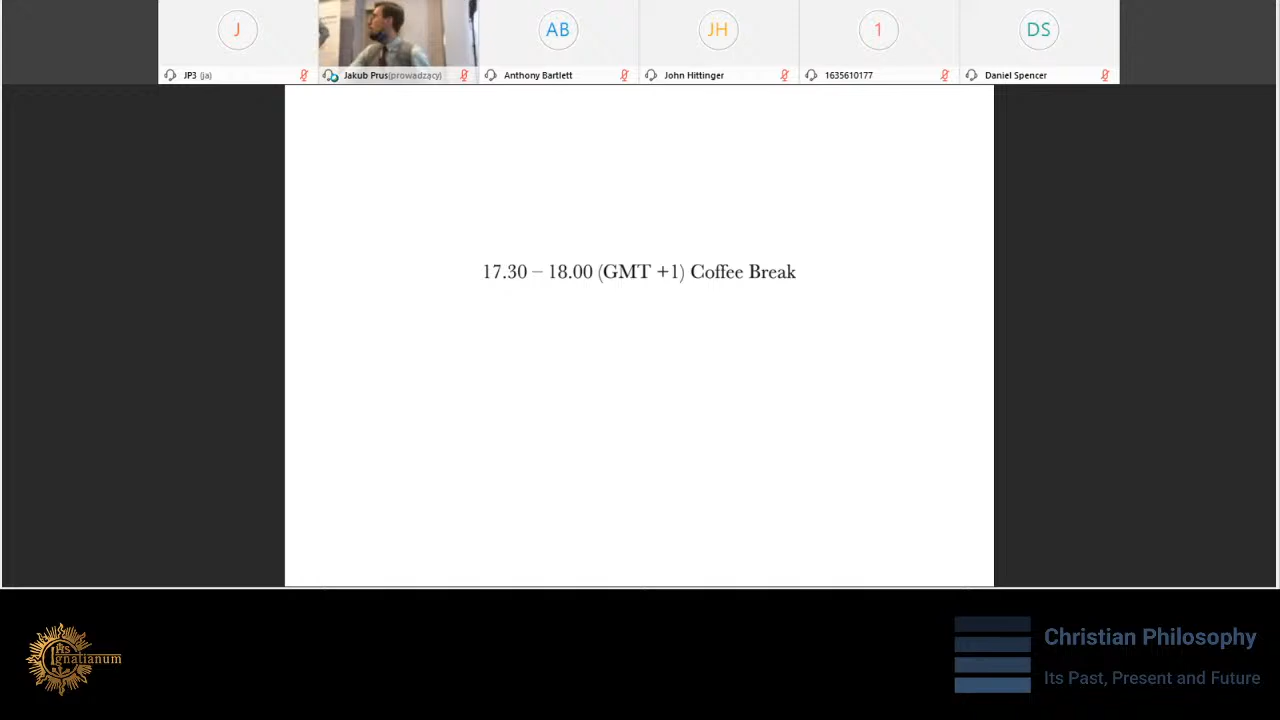 J
AB
JH
1
DS
JP3 (ja)
Jakub Prus(prowadzący)
Anthony Bartlett
John Hittinger
1635610177
Daniel Spencer
17.30 – 18.00 (GMT +1) Coffee Break
Ignatianum
Christian Philosophy
Its Past, Present and Future